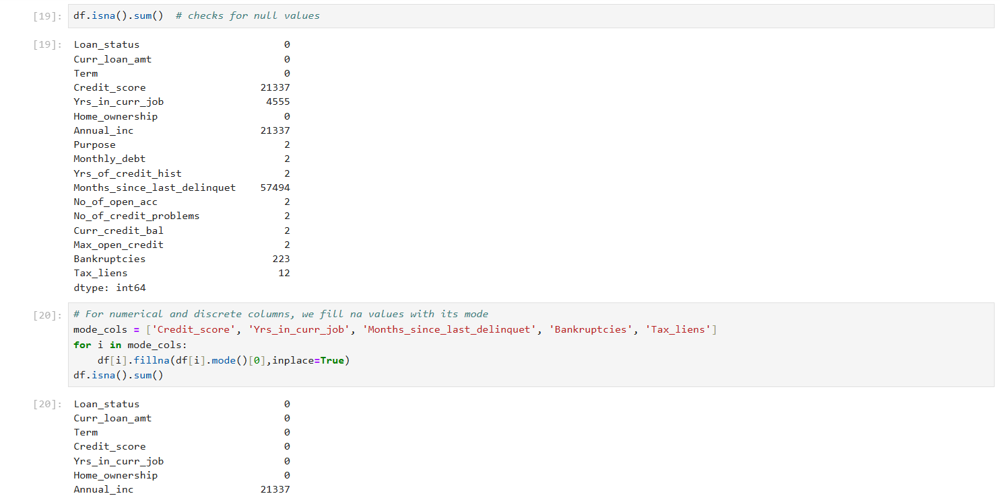 [19]: df.isna().sum()  # checks for null values
[19]: Loan_status 0
Curr_loan_amt 0
Term 0
Credit_score 21337
Yrs_in_curr_job 4555
Home_ownership 0
Annual_inc 21337
Purpose 2
Monthly_debt 2
Yrs_of_credit_hist 2
Months_since_last_delinquet 57494
No_of_open_acc 2
No_of_credit_problems 2
Curr_credit_bal 2
Max_open_credit 2
Bankruptcies 223
Tax_liens 12
dtype: int64
[20]: # For numerical and discrete columns, we fill na values with its mode
mode_cols = ['Credit_score', 'Yrs_in_curr_job', 'Months_since_last_delinquet', 'Bankruptcies', 'Tax_liens']
for i in mode_cols:
    df[i].fillna(df[i].mode()[0],inplace=True)
df.isna().sum()
[20]: Loan_status 0
Curr_loan_amt 0
Term 0
Credit_score 0
Yrs_in_curr_job 0
Home_ownership 0
Annual_inc 21337